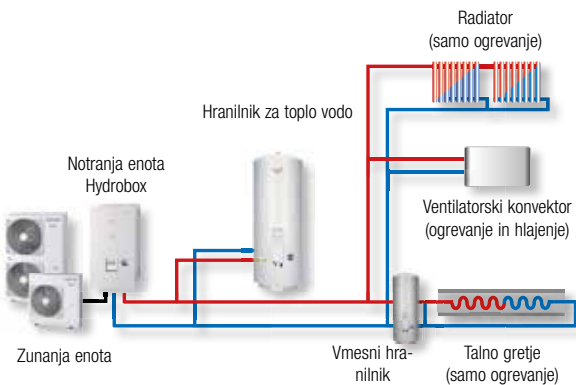 Radiator
(samo ogrevanje)
Hranilnik za toplo vodo
Notranja enota
Hydrobox
Ventilatorski konvektor
(ogrevanje in hlajenje)
Zunanja enota
Vmesni hra-
nilnik
Talno gretje
(samo ogrevanje)